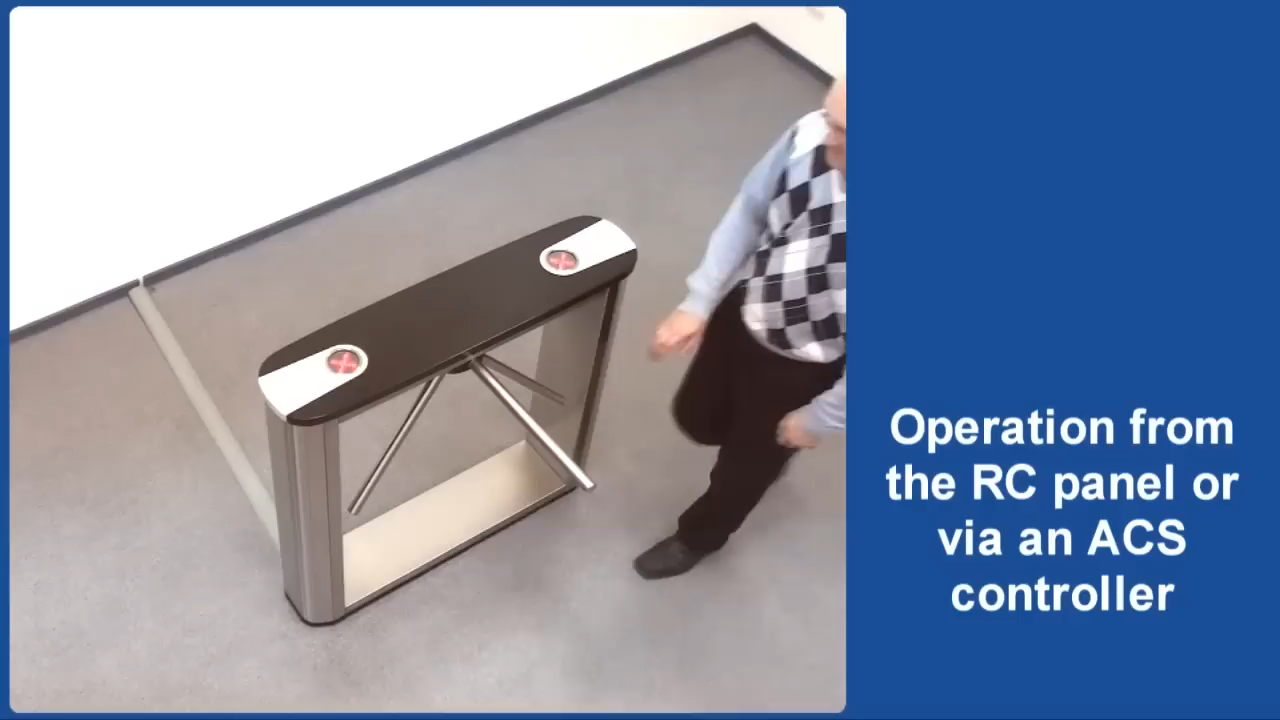 Operation from
the RC panel or
via an ACS
controller